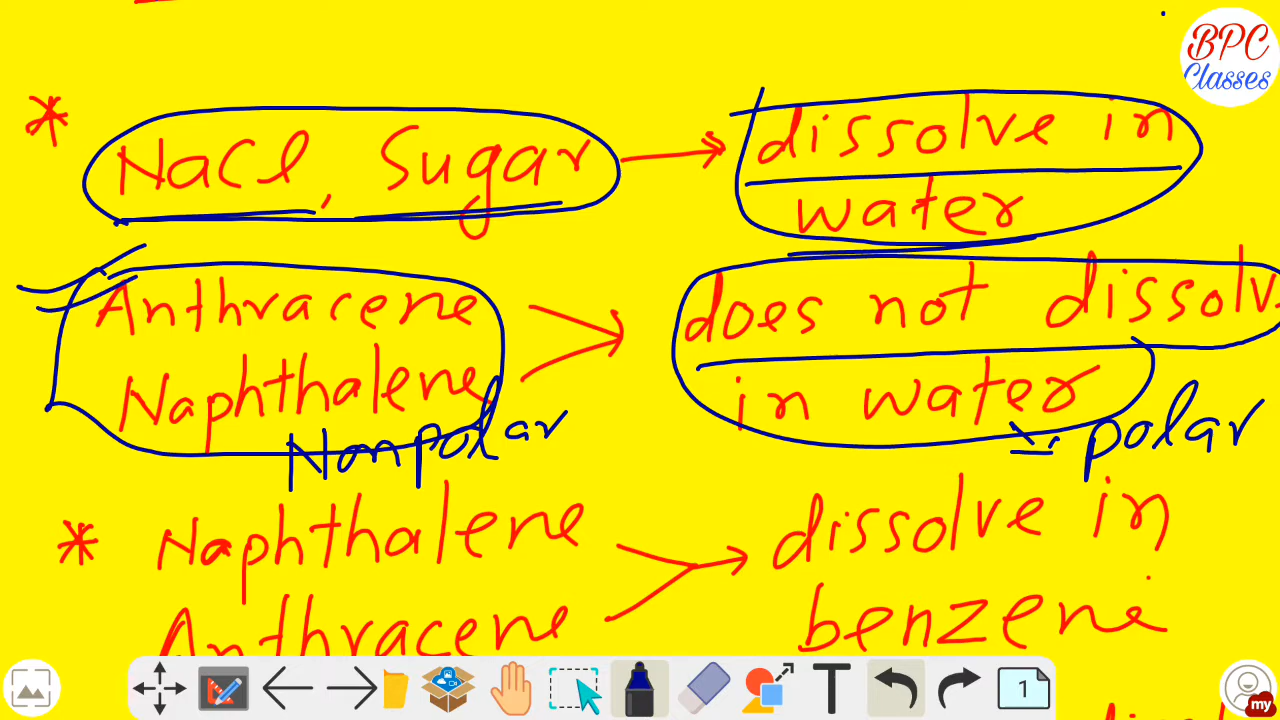 BPC
Classes
* NaCl, Sugar → dissolve in
water
Anthracene does not dissolv
Naphthalene in water
Nonpolar polar
* Naphthalene → dissolve in
Anthracene benzene
T
1
my